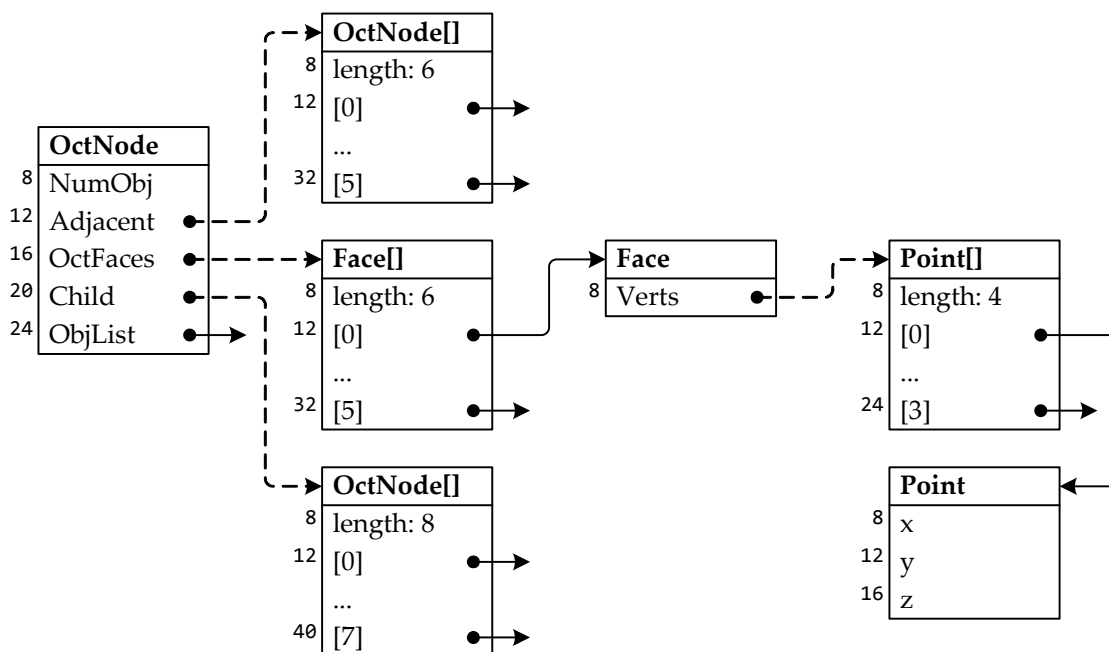 OctNode
8 NumObj
12 Adjacent
16 OctFaces
20 Child
24 ObjList
OctNode[]
8 length: 6
12 [0]
...
32 [5]
Face[]
8 length: 6
12 [0]
...
32 [5]
OctNode[]
8 length: 8
12 [0]
...
40 [7]
Face
8 Verts
Point[]
8 length: 4
12 [0]
...
24 [3]
Point
8 x
12 y
16 z